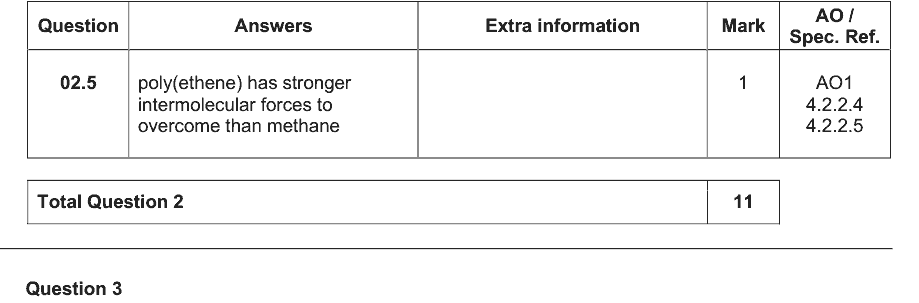 Question Answers Extra information Mark AO /
Spec. Ref.
02.5 poly(ethene) has stronger 1 AO1
intermolecular forces to 4.2.2.4
overcome than methane 4.2.2.5
Total Question 2 11
Question 3